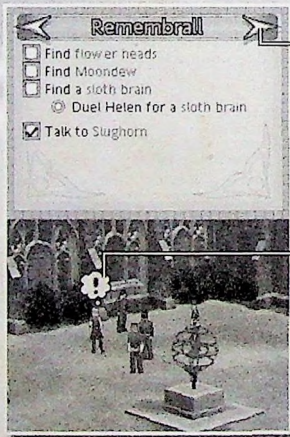 Remembrall
Find flower heads
Find Moondew
Find a sloth brain
Duel Helen for a sloth brain
Talk to Slughorn
!